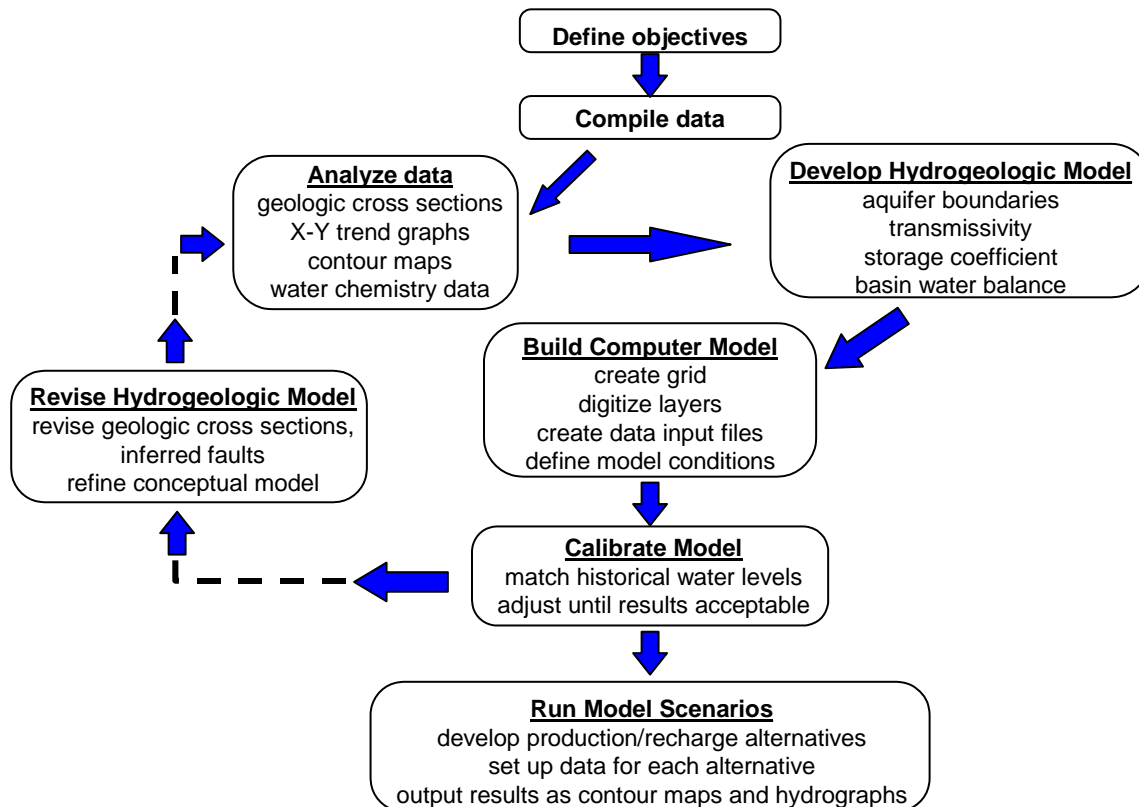 Define objectives
Compile data
Analyze data
geologic cross sections
X-Y trend graphs
contour maps
water chemistry data
Develop Hydrogeologic Model
aquifer boundaries
transmissivity
storage coefficient
basin water balance
Build Computer Model
create grid
digitize layers
create data input files
define model conditions
Revise Hydrogeologic Model
revise geologic cross sections,
inferred faults
refine conceptual model
Calibrate Model
match historical water levels
adjust until results acceptable
Run Model Scenarios
develop production/recharge alternatives
set up data for each alternative
output results as contour maps and hydrographs